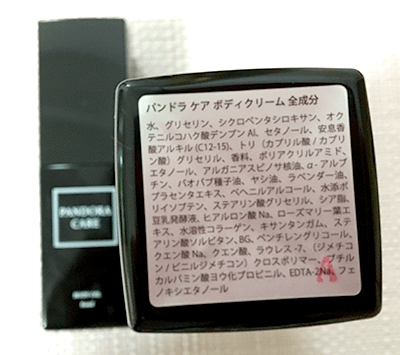 PANDORA
CARE
パンドラ ケア ボディクリーム 全成分
水、グリセリン、シクロペンタシロキサン、オク
テニルコハク酸デンプン Al、セタノール、安息香
酸アルキル (C12-15)、トリ（カプリル酸 / カプリ
ン酸）グリセリル、香料、ポリアクリルアミド、
エタノール、アルガニアスピノサ核油、α-アルブ
チン、バオバブ種子油、ヤシ油、ラベンダー油、
プラセンタエキス、ベヘニルアルコール、水添ポ
リイソブテン、ステアリン酸グリセリル、シア脂、
豆乳発酵液、ヒアルロン酸 Na、ローズマリー葉エ
キス、水溶性コラーゲン、キサンタンガム、ステ
アリン酸ソルビタン、BG、ペンチレングリコール、
クエン酸 Na、クエン酸、ラウレス-7、（ジメチコ
ン / ビニルジメチコン）クロスポリマー、ブチル
カルバミン酸ヨウ化プロピニル、EDTA-2Na、フェ
ノキシエタノール